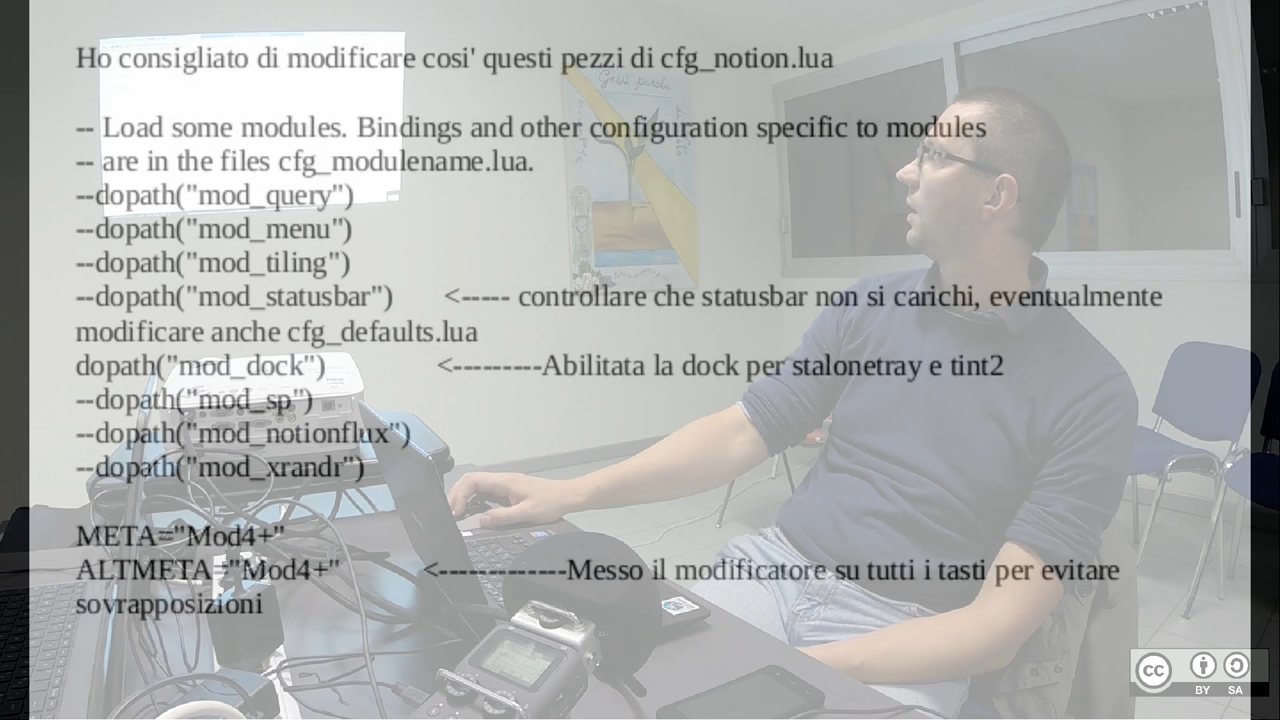 Ho consigliato di modificare cosi' questi pezzi di cfg_notion.lua
-- Load some modules. Bindings and other configuration specific to modules
-- are in the files cfg_modulename.lua.
--dopath("mod_query")
--dopath("mod_menu")
--dopath("mod_tiling")
--dopath("mod_statusbar") <----- controllare che statusbar non si carichi, eventualmente
modificare anche cfg_defaults.lua
dopath("mod_dock") <---------Abilitata la dock per stalonetray e tint2
--dopath("mod_sp")
--dopath("mod_notionflux")
--dopath("mod_xrandr")
META="Mod4+"
ALTMETA="Mod4+" <-------------Messo il modificatore su tutti i tasti per evitare
sovrapposizioni
cc
BY SA